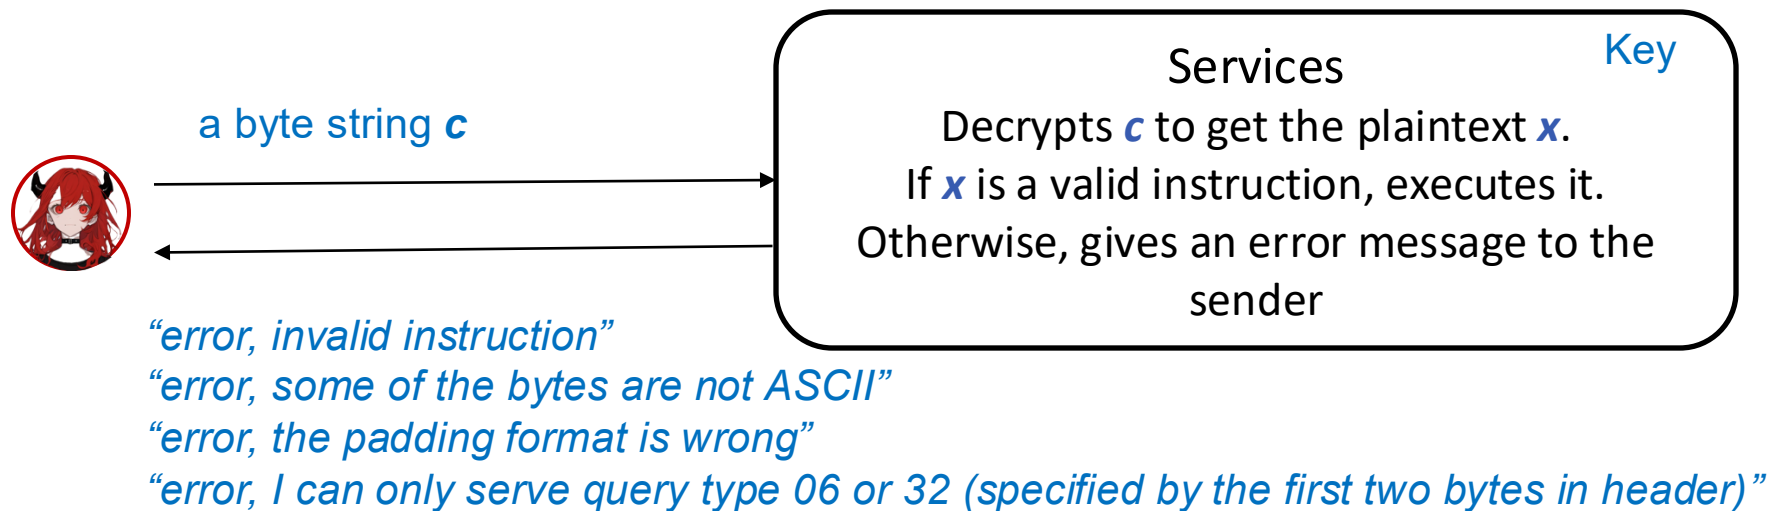 Services
Key
a byte string c
Decrypts c to get the plaintext x.
If x is a valid instruction, executes it.
Otherwise, gives an error message to the
sender
“error, invalid instruction”
“error, some of the bytes are not ASCII”
“error, the padding format is wrong”
“error, I can only serve query type 06 or 32 (specified by the first two bytes in header)”